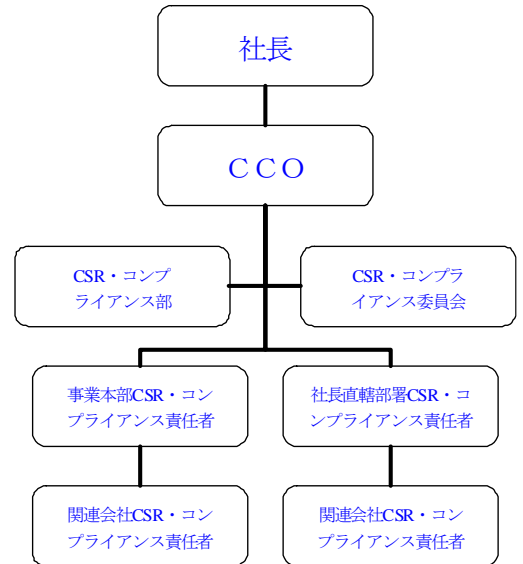 社長
ＣＣＯ
CSR・コンプ
ライアンス部
CSR・コンプラ
イアンス委員会
事業本部CSR・コン
プライアンス責任者
社長直轄部署CSR・コ
ンプライアンス責任者
関連会社CSR・コン
プライアンス責任者
関連会社CSR・コン
プライアンス責任者